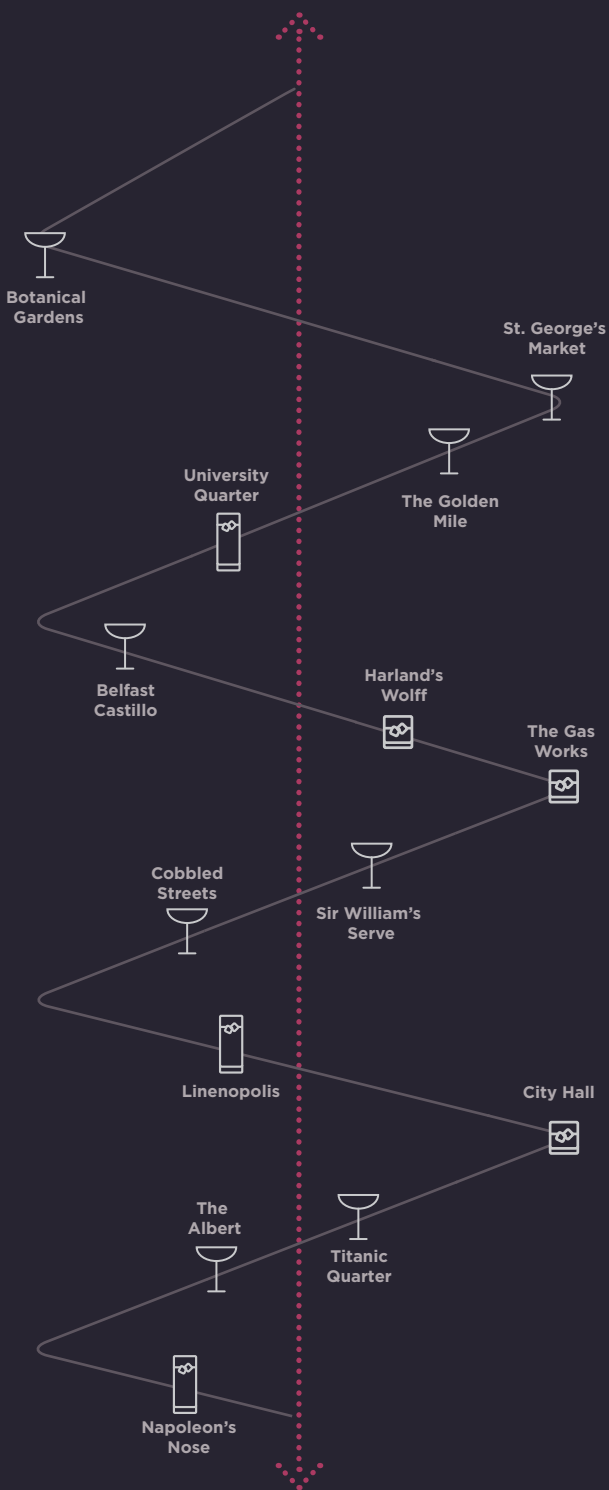 Botanical
Gardens
St. George's
Market
University
Quarter
The Golden
Mile
Belfast
Castillo
Harland's
Wolff
The Gas
Works
Cobbled
Streets
Sir William's
Serve
Linenopolis
City Hall
The
Albert
Titanic
Quarter
Napoleon's
Nose